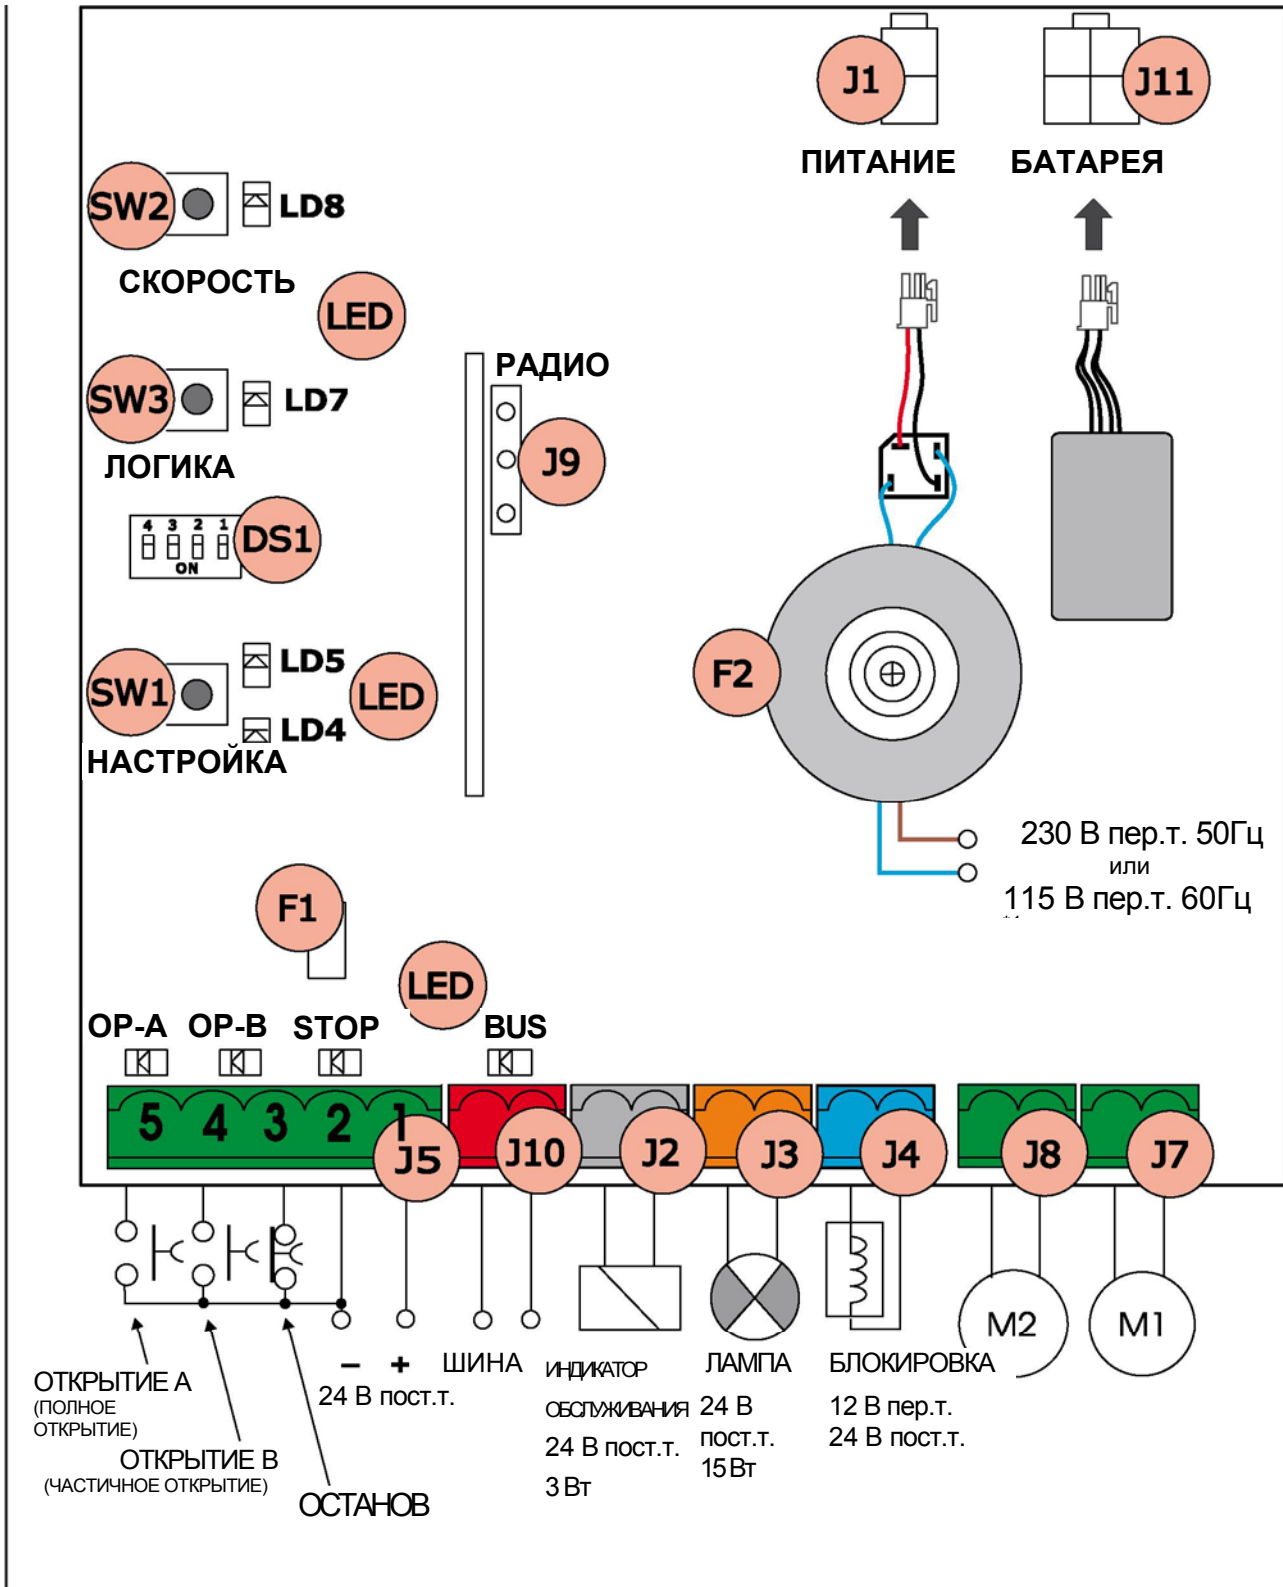 J1
J11
ПИТАНИЕ
БАТАРЕЯ
SW2
LD8
СКОРОСТЬ
LED
РАДИО
SW3
LD7
ЛОГИКА
J9
4 3 2 1
ON
DS1
LD5
SW1
LED
LD4
НАСТРОЙКА
F2
230 В пер.т. 50Гц
или
115 В пер.т. 60Гц
F1
LED
OP-A OP-B STOP BUS
5 4 3 2 1
J5
J10
J2
J3
J4
J8
J7
M2
M1
– +
24 В пост.т.
ШИНА
ИНДИКАТОР
ОБСЛУЖИВАНИЯ
24 В пост.т.
3 Вт
ЛАМПА
24 В
пост.т.
15 Вт
БЛОКИРОВКА
12 В пер.т.
24 В пост.т.
ОТКРЫТИЕ А
(ПОЛНОЕ
ОТКРЫТИЕ)
ОТКРЫТИЕ В
(ЧАСТИЧНОЕ ОТКРЫТИЕ)
ОСТАНОВ